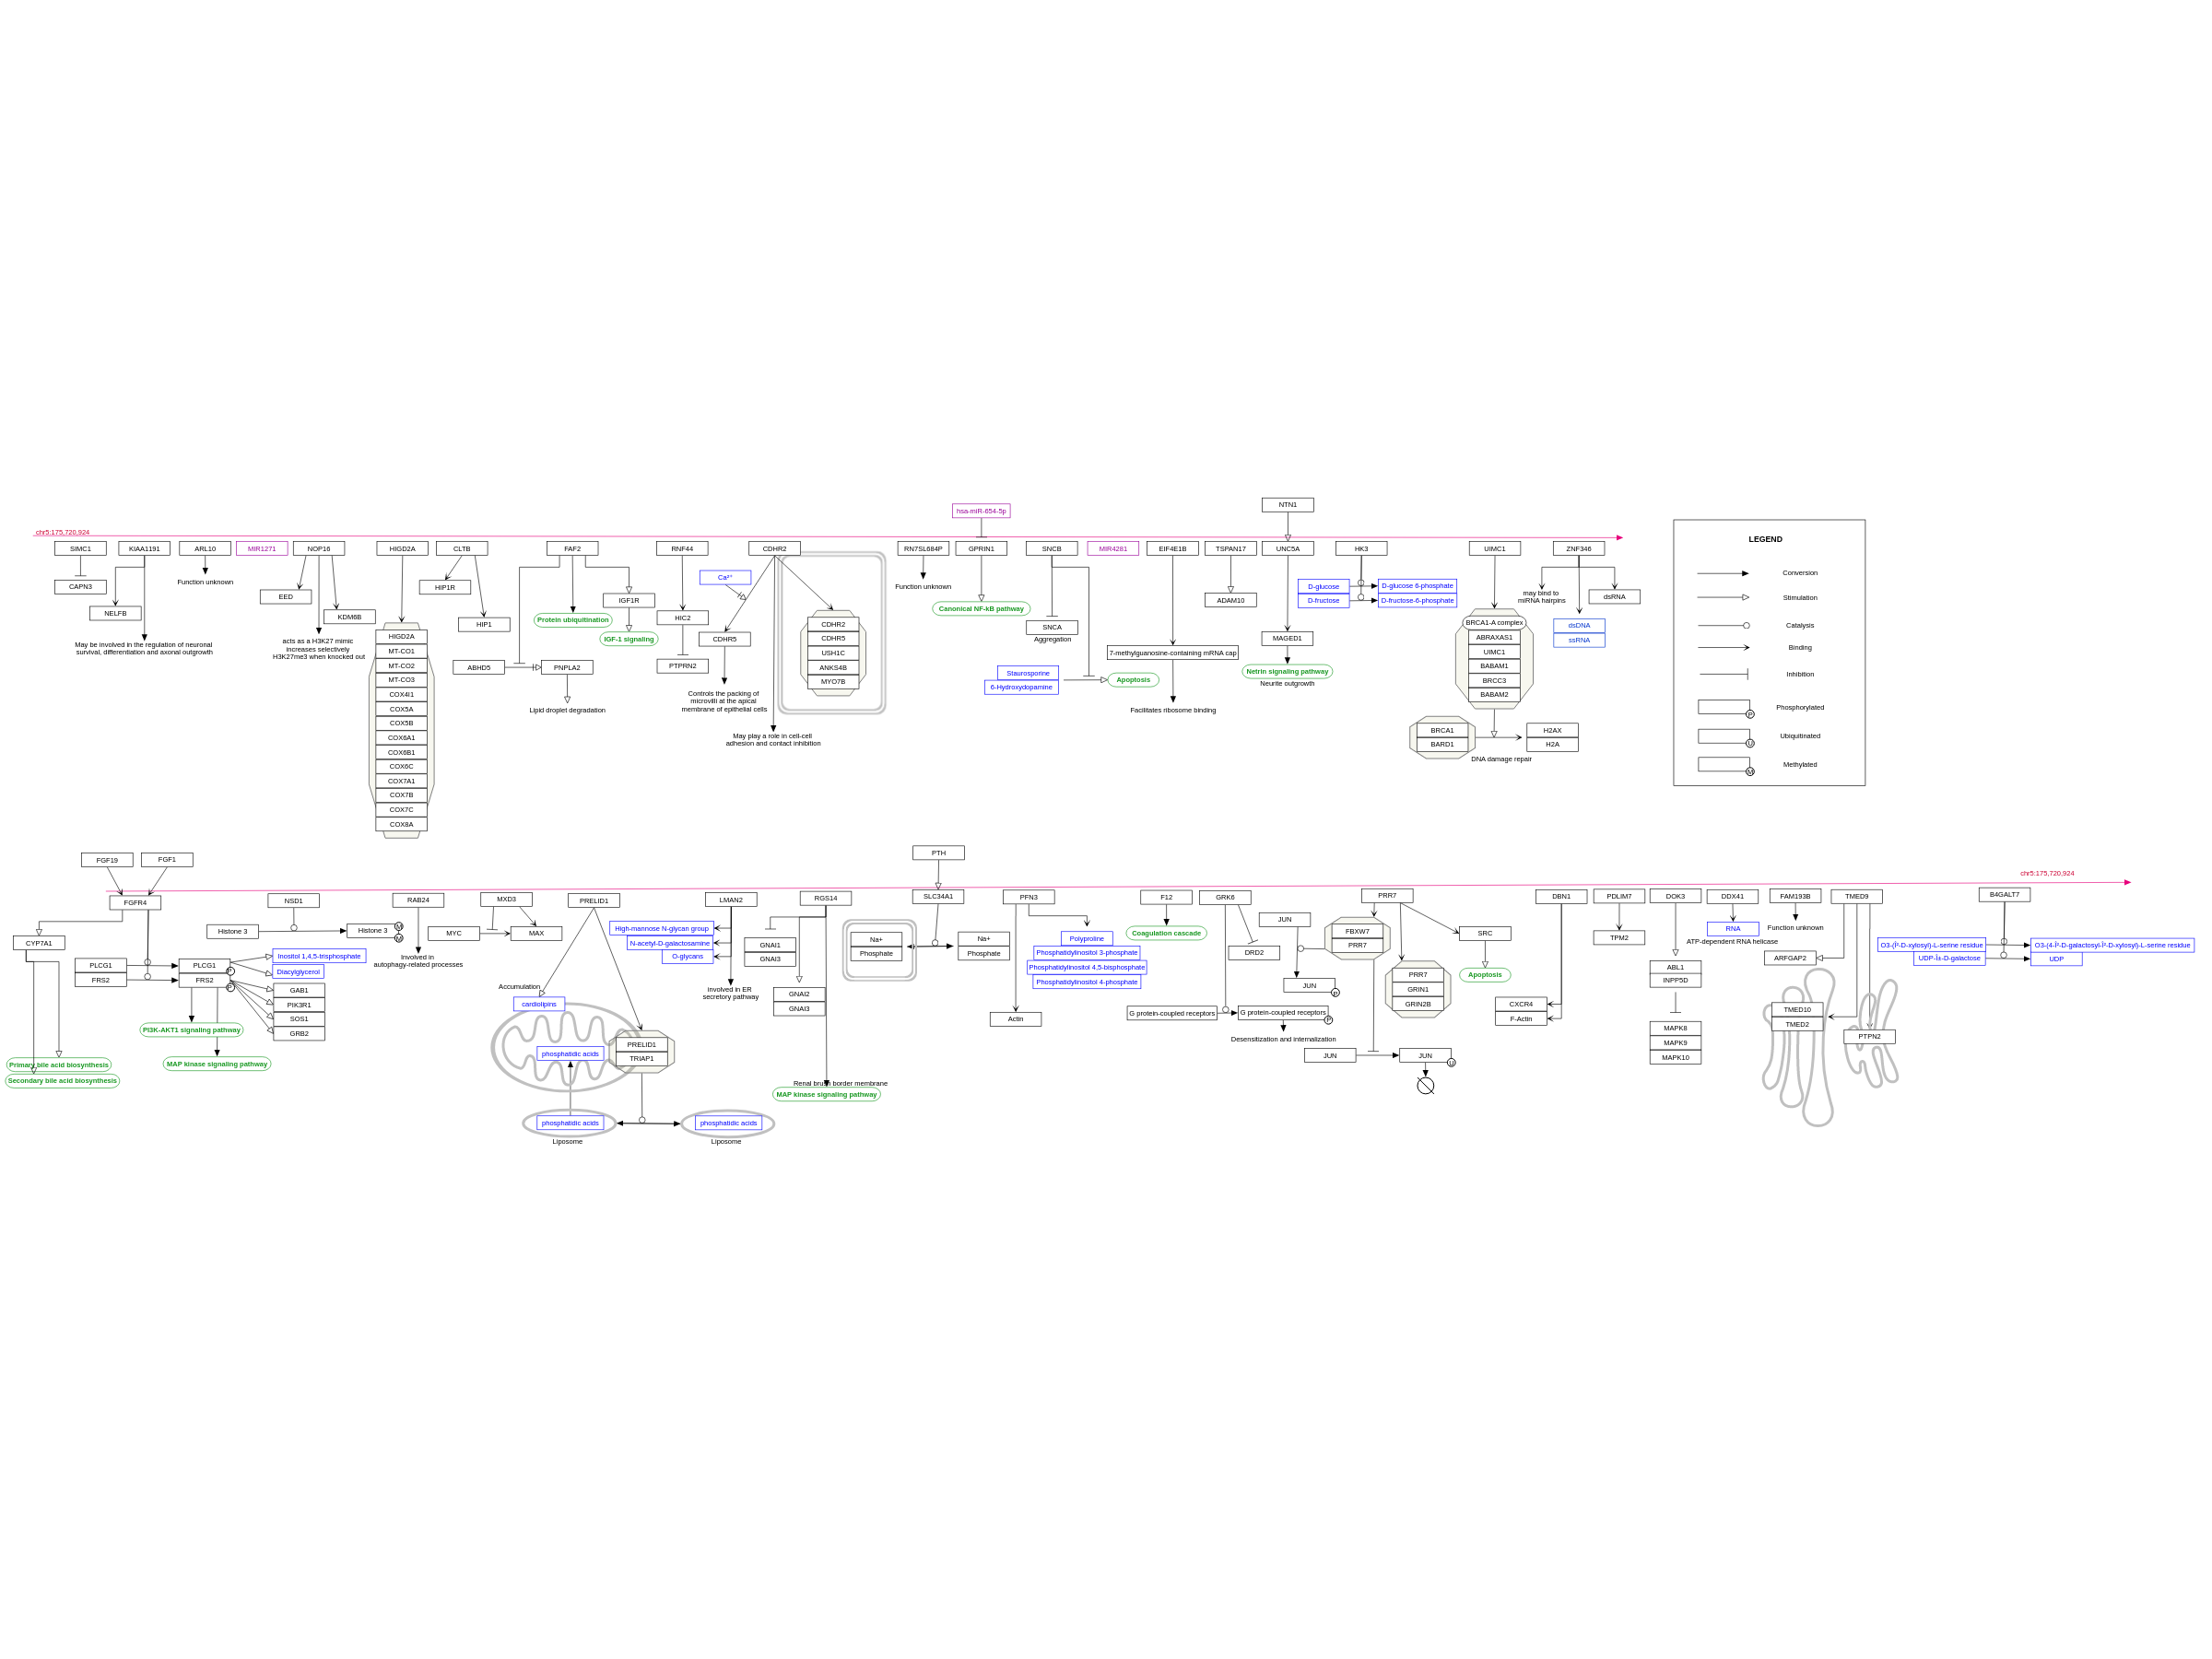 NTN1
hsa-miR-654-5p
chr5:175,720,924
SIMC1
KIAA1191
ARL10
MIR1271
NOP16
HIGD2A
CLTB
FAF2
RNF44
CDHR2
RN7SL684P
GPRIN1
SNCB
MIR4281
EIF4E1B
TSPAN17
UNC5A
HK3
UIMC1
ZNF346
LEGEND
Conversion
Stimulation
Catalysis
Binding
Inhibition
Phosphorylated
P
Ubiquitinated
U
Methylated
M
CAPN3
NELFB
Function unknown
May be involved in the regulation of neuronal
survival, differentiation and axonal outgrowth
EED
KDM6B
acts as a H3K27 mimic
increases selectively
H3K27me3 when knocked out
HIGD2A
MT-CO1
MT-CO2
MT-CO3
COX4I1
COX5A
COX5B
COX6A1
COX6B1
COX6C
COX7A1
COX7B
COX7C
COX8A
HIP1R
HIP1
Protein ubiquitination
IGF1R
IGF-1 signaling
ABHD5
PNPLA2
Lipid droplet degradation
HIC2
PTPRN2
Ca²⁺
CDHR5
Controls the packing of
microvilli at the apical
membrane of epithelial cells
CDHR2
CDHR5
USH1C
ANKS4B
MYO7B
May play a role in cell-cell
adhesion and contact inhibition
Function unknown
Canonical NF-kB pathway
SNCA
Aggregation
Staurosporine
6-Hydroxydopamine
Apoptosis
7-methylguanosine-containing mRNA cap
Facilitates ribosome binding
ADAM10
MAGED1
Netrin signaling pathway
Neurite outgrowth
D-glucose
D-fructose
D-glucose 6-phosphate
D-fructose-6-phosphate
BRCA1-A complex
ABRAXAS1
UIMC1
BABAM1
BRCC3
BABAM2
BRCA1
BARD1
H2AX
H2A
DNA damage repair
may bind to
miRNA hairpins
dsRNA
dsDNA
ssRNA
FGF19
FGF1
PTH
chr5:175,720,924
FGFR4
NSD1
RAB24
MXD3
PRELID1
LMAN2
RGS14
SLC34A1
PFN3
F12
GRK6
PRR7
DBN1
PDLIM7
DOK3
DDX41
FAM193B
TMED9
B4GALT7
CYP7A1
PLCG1
FRS2
PLCG1
P
FRS2
P
Inositol 1,4,5-trisphosphate
Diacylglycerol
GAB1
PIK3R1
SOS1
GRB2
PI3K-AKT1 signaling pathway
MAP kinase signaling pathway
Primary bile acid biosynthesis
Secondary bile acid biosynthesis
Histone 3
Histone 3
M
M
Involved in
autophagy-related processes
MYC
MAX
Accumulation
cardiolipins
phosphatidic acids
PRELID1
TRIAP1
phosphatidic acids
Liposome
phosphatidic acids
Liposome
High-mannose N-glycan group
N-acetyl-D-galactosamine
O-glycans
involved in ER
secretory pathway
GNAI1
GNAI3
GNAI2
GNAI3
Renal brush border membrane
MAP kinase signaling pathway
Na+
Phosphate
Na+
Phosphate
Polyproline
Phosphatidylinositol 3-phosphate
Phosphatidylinositol 4,5-bisphosphate
Phosphatidylinositol 4-phosphate
Actin
Coagulation cascade
DRD2
G protein-coupled receptors
G protein-coupled receptors
P
Desensitization and internalization
JUN
JUN
P
FBXW7
PRR7
PRR7
GRIN1
GRIN2B
SRC
Apoptosis
JUN
JUN
U
CXCR4
F-Actin
TPM2
ABL1
INPP5D
MAPK8
MAPK9
MAPK10
RNA
ATP-dependent RNA helicase
Function unknown
ARFGAP2
TMED10
TMED2
PTPN2
O3-(Î²-D-xylosyl)-L-serine residue
UDP-Î±-D-galactose
O3-(4-Î²-D-galactosyl-Î²-D-xylosyl)-L-serine residue
UDP